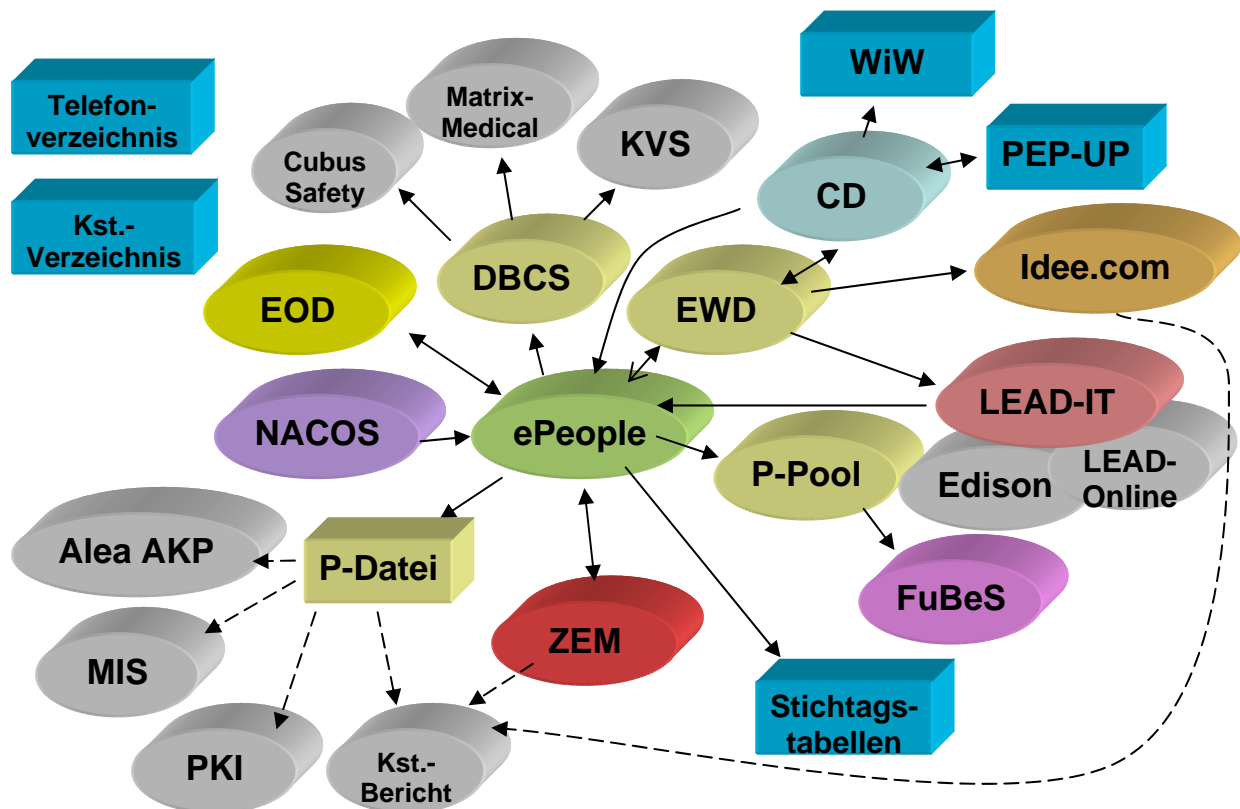 WiW
Telefon-
verzeichnis
Matrix-
Medical
KVS
PEP-UP
Cubus
Safety
CD
Kst.-
Verzeichnis
DBCS
Idee.com
EOD
EWD
LEAD-IT
NACOS
ePeople
P-Pool
Edison
LEAD-
Online
Alea AKP
P-Datei
FuBeS
ZEM
MIS
Stichtags-
tabellen
PKI
Kst.-
Bericht